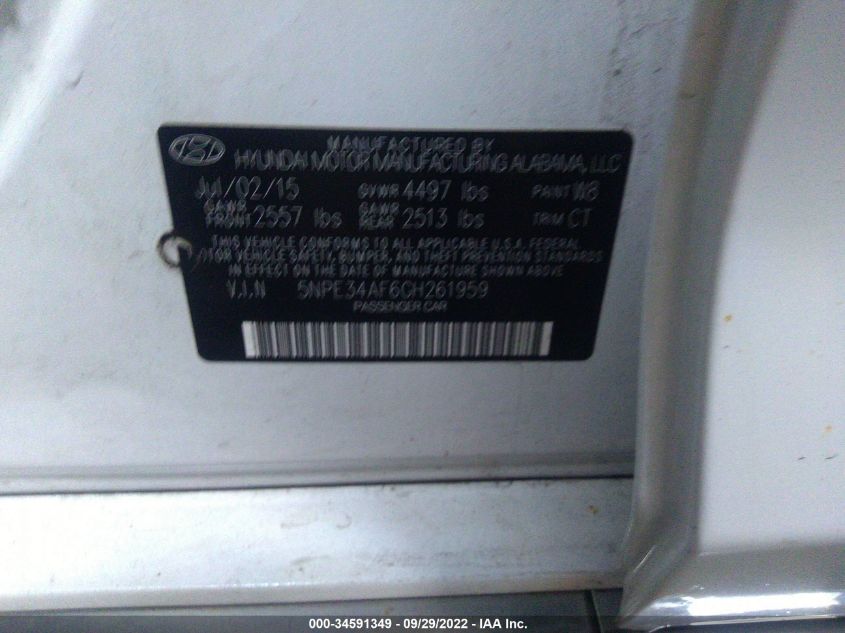 MANUFACTURED BY
HYUNDAI MOTOR MANUFACTURING ALABAMA, LLC
Jul/02/15 GVWR 4497 lbs PAINT W8
GAWR FRONT 2557 lbs GAWR REAR 2513 lbs TRIM CT
THIS VEHICLE CONFORMS TO ALL APPLICABLE U.S.A. FEDERAL
TOR VEHICLE SAFETY, BUMPER, AND THEFT PREVENTION STANDARDS
IN EFFECT ON THE DATE OF MANUFACTURE SHOWN ABOVE
V.I.N 5NPE34AF6GH261959
PASSENGER CAR
000-34591349 - 09/29/2022 - IAA Inc.